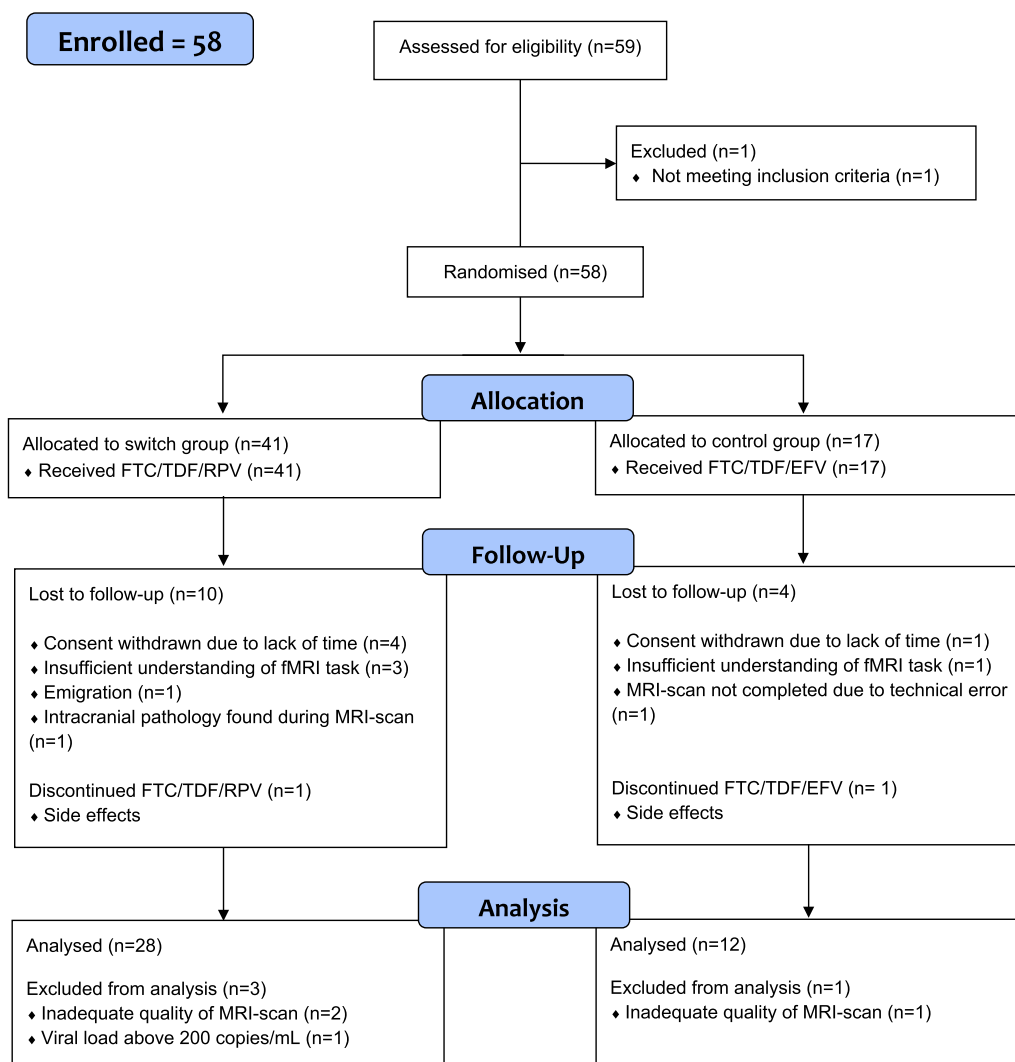 Enrolled = 58
Assessed for eligibility (n=59)
Excluded (n=1)
♦ Not meeting inclusion criteria (n=1)
Randomised (n=58)
Allocation
Allocated to switch group (n=41)
♦ Received FTC/TDF/RPV (n=41)
Allocated to control group (n=17)
♦ Received FTC/TDF/EFV (n=17)
Follow-Up
Lost to follow-up (n=10)
♦ Consent withdrawn due to lack of time (n=4)
♦ Insufficient understanding of fMRI task (n=3)
♦ Emigration (n=1)
♦ Intracranial pathology found during MRI-scan
(n=1)
Discontinued FTC/TDF/RPV (n=1)
♦ Side effects
Lost to follow-up (n=4)
♦ Consent withdrawn due to lack of time (n=1)
♦ Insufficient understanding of fMRI task (n=1)
♦ MRI-scan not completed due to technical error
(n=1)
Discontinued FTC/TDF/EFV (n= 1)
♦ Side effects
Analysis
Analysed (n=28)
Excluded from analysis (n=3)
♦ Inadequate quality of MRI-scan (n=2)
♦ Viral load above 200 copies/mL (n=1)
Analysed (n=12)
Excluded from analysis (n=1)
♦ Inadequate quality of MRI-scan (n=1)